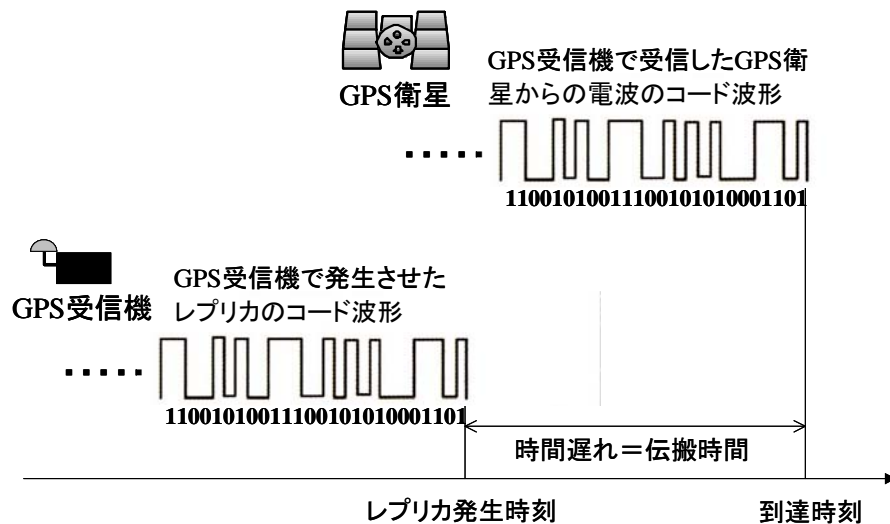 GPS衛星
GPS受信機で受信したGPS衛
星からの電波のコード波形
・・・・・
11001010011100101010001101
GPS受信機
GPS受信機で発生させた
レプリカのコード波形
・・・・・
11001010011100101010001101
時間遅れ＝伝搬時間
レプリカ発生時刻
到達時刻